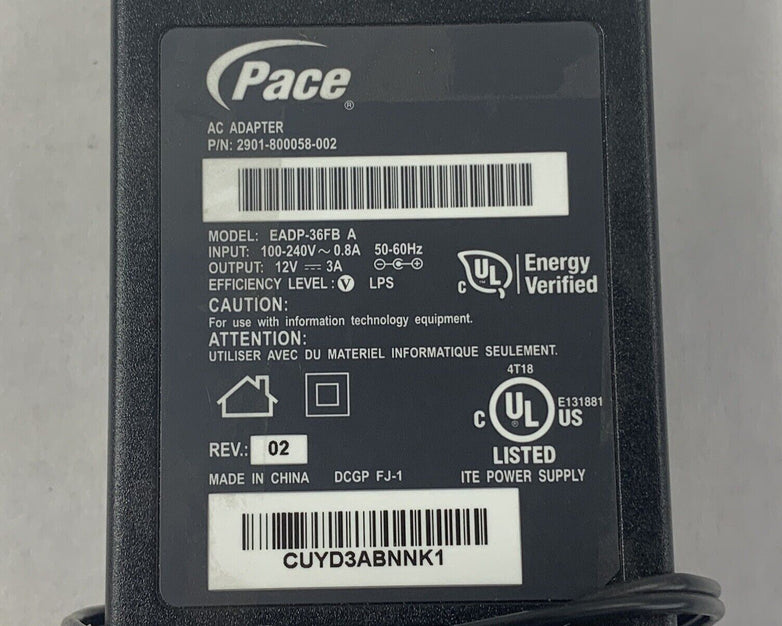 Pace®
AC ADAPTER
P/N: 2901-800058-002
MODEL: EADP-36FB A
INPUT: 100-240V～0.8A 50-60Hz
OUTPUT: 12V ⎓ 3A
EFFICIENCY LEVEL: V LPS
c UL™ Energy Verified
CAUTION:
For use with information technology equipment.
ATTENTION:
UTILISER AVEC DU MATERIEL INFORMATIQUE SEULEMENT.
4T18
C UL® US E131881
LISTED
REV.: 02
MADE IN CHINA DCGP FJ-1 ITE POWER SUPPLY
CUYD3ABNNK1